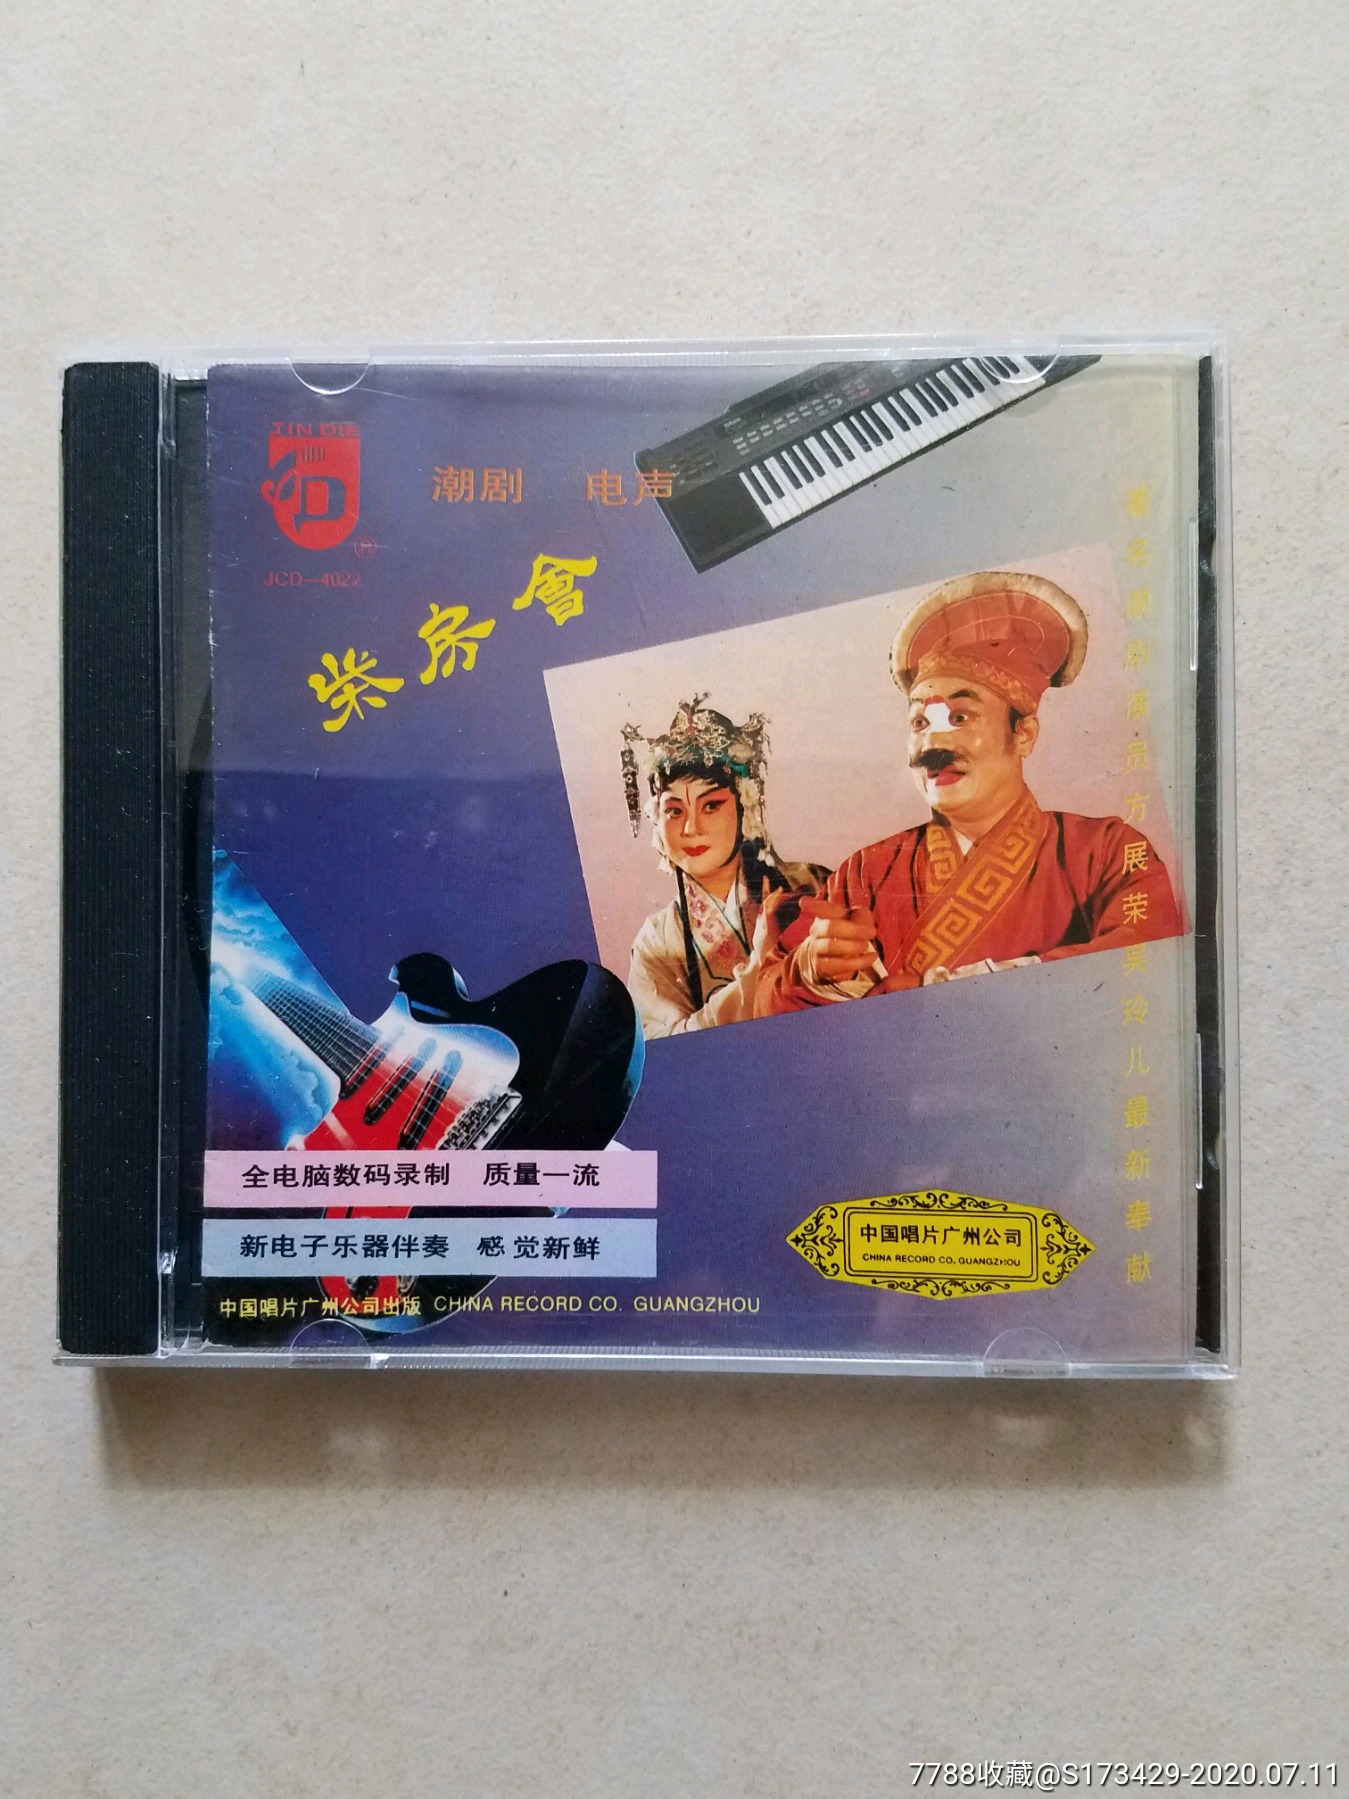 JIN DIE
潮剧 电声
JCD-4022
柴房會
著名潮剧演员方展荣吴玲儿最新奉献
全电脑数码录制 质量一流
新电子乐器伴奏 感觉新鲜
中国唱片广州公司
CHINA RECORD CO. GUANGZHOU
中国唱片广州公司出版 CHINA RECORD CO. GUANGZHOU
7788收藏@S173429-2020.07.11